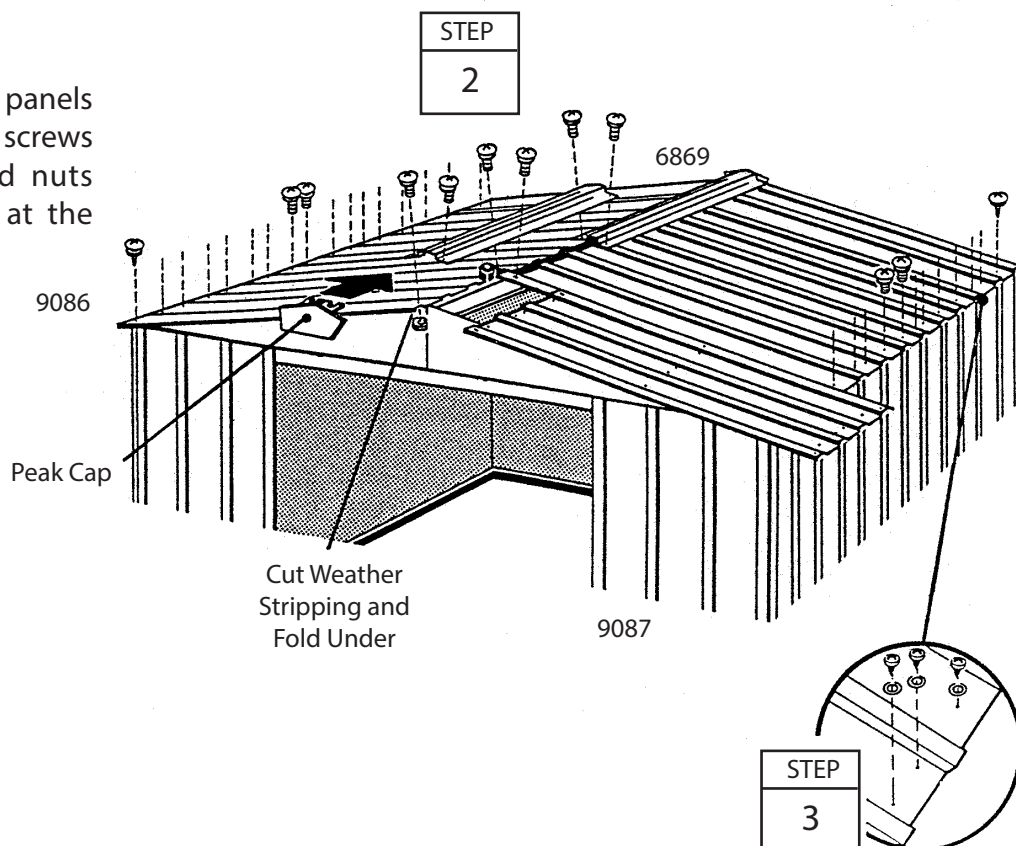 STEP
2
panels
screws
d nuts
at the
6869
9086
Peak Cap
Cut Weather
Stripping and
Fold Under
9087
STEP
3